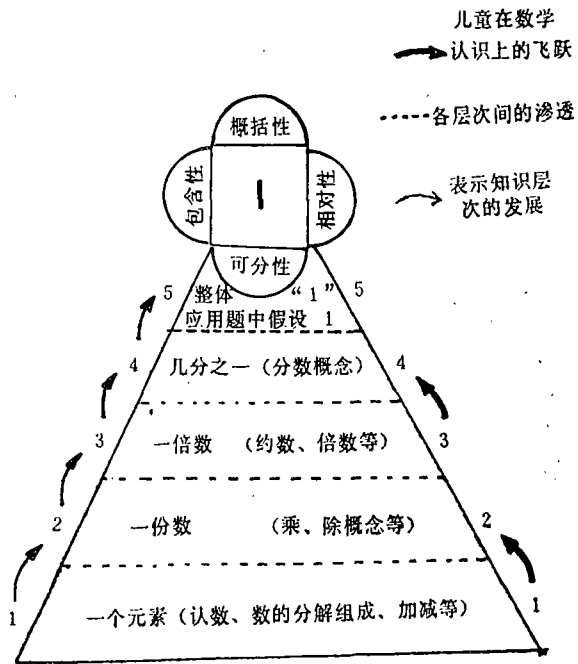 儿童在数学
认识上的飞跃
各层次间的渗透
表示知识层
次的发展
概括性
包含性
1
相对性
可分性
5 整体 “1” 5
应用题中假设 1
4 几分之一（分数概念） 4
3 一倍数 （约数、倍数等） 3
2 一份数 （乘、除概念等） 2
1 一个元素（认数、数的分解组成、加减等） 1